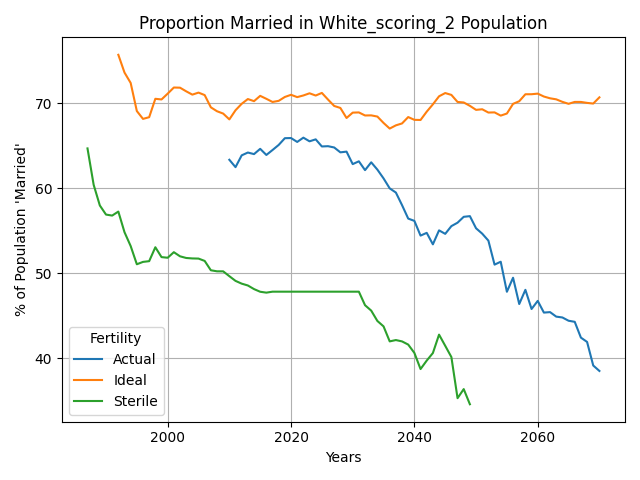 Proportion Married in White_scoring_2 Population
% of Population 'Married'
70
60
50
40
Fertility
Actual
Ideal
Sterile
2000
2020
2040
2060
Years